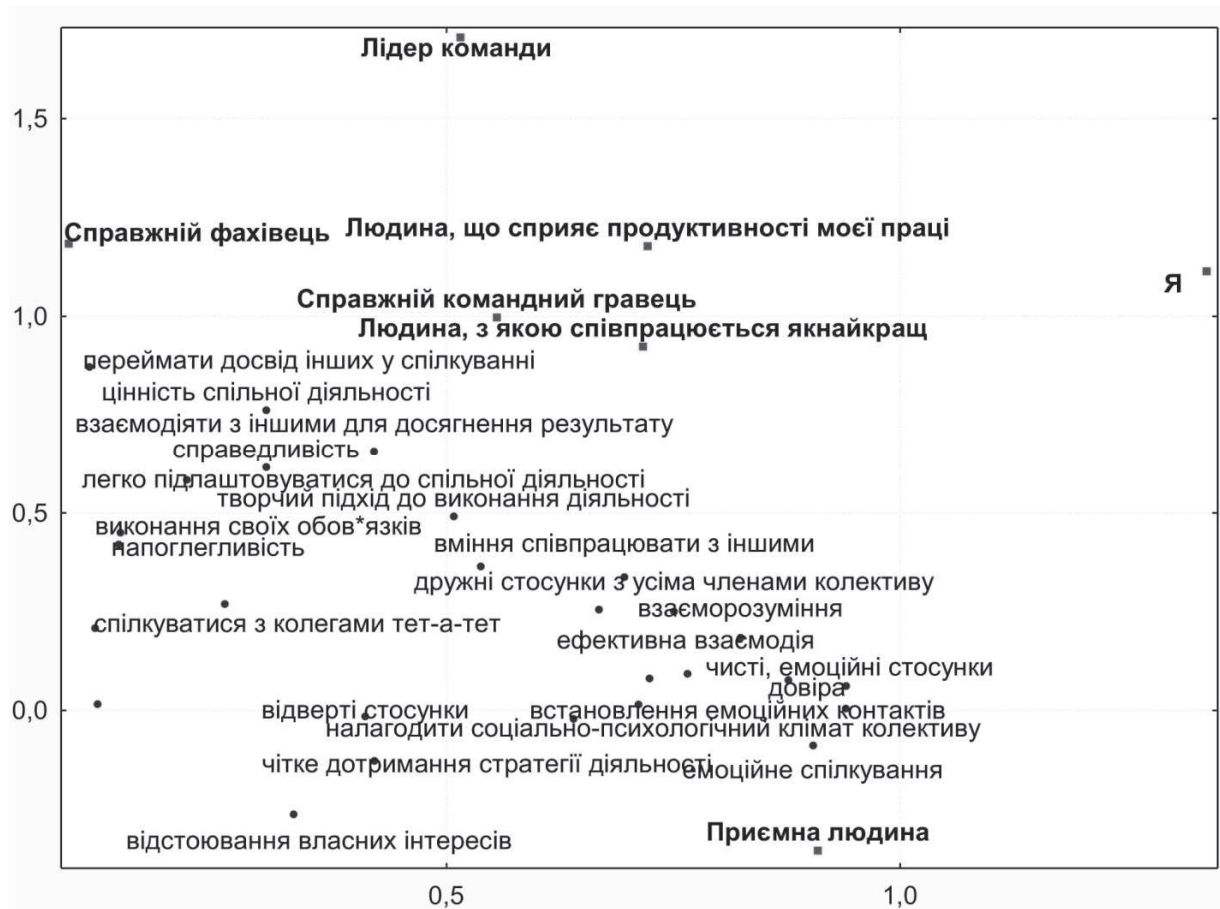 Лідер команди
1,5
Справжній фахівець
Людина, що сприяє продуктивності моєї праці
Я
Справжній командний гравець
1,0
Людина, з якою співпрацюється якнайкращ
переймати досвід інших у спілкуванні
цінність спільної діяльності
взаємодіяти з іншими для досягнення результату
справедливість
легко підлаштовуватися до спільної діяльності
творчий підхід до виконання діяльності
0,5
виконання своїх обов*язків
вміння співпрацювати з іншими
напоглегливість
дружні стосунки з усіма членами колективу
взаєморозуміння
спілкуватися з колегами тет-а-тет
ефективна взаємодія
чисті, емоційні стосунки
довіра
0,0
відверті стосунки
встановлення емоційних контактів
налагодити соціально-психологічний клімат колективу
чітке дотримання стратегії діяльності
емоційне спілкування
Приємна людина
відстоювання власних інтересів
0,5
1,0